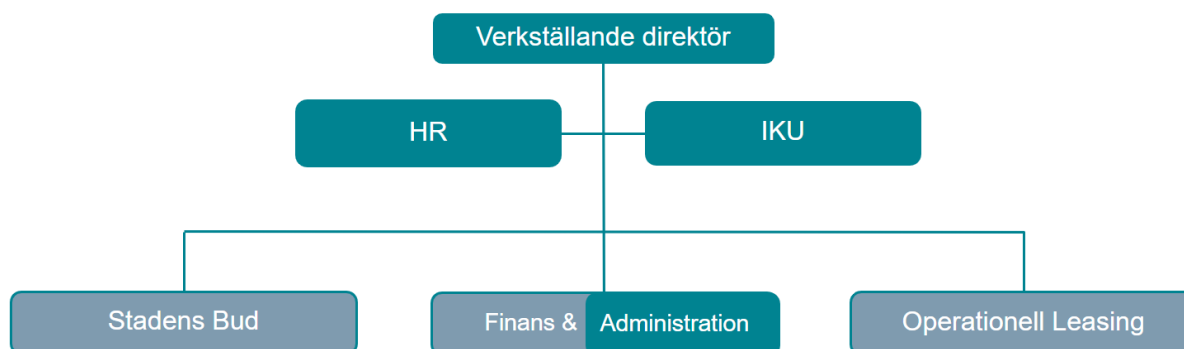 Verkställande direktör
HR
IKU
Stadens Bud
Finans & Administration
Operationell Leasing